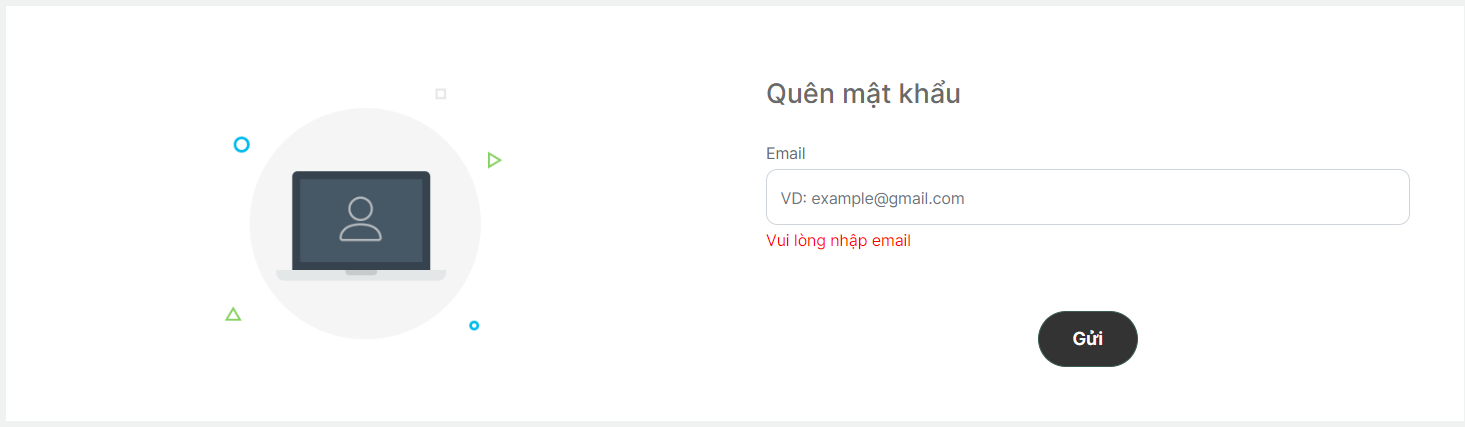 Quên mật khẩu
Email
VD: example@gmail.com
Vui lòng nhập email
Gửi